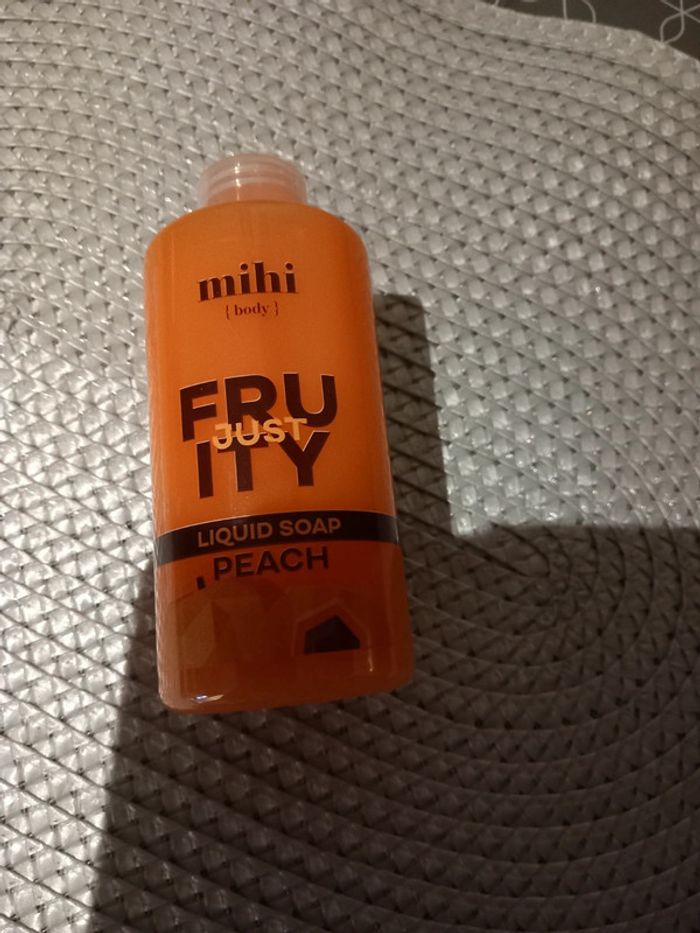 mihi
{ body }
FRU
JUST
ITY
LIQUID SOAP
PEACH